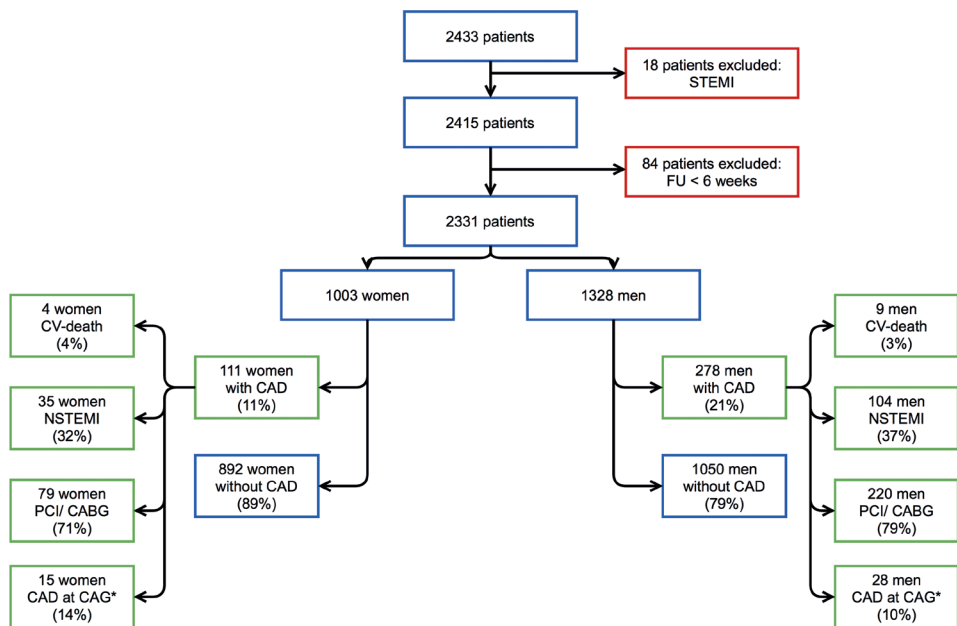 2433 patients
18 patients excluded:
STEMI
2415 patients
84 patients excluded:
FU < 6 weeks
2331 patients
1003 women
1328 men
4 women
CV-death
(4%)
111 women
with CAD
(11%)
35 women
NSTEMI
(32%)
892 women
without CAD
(89%)
79 women
PCI/ CABG
(71%)
15 women
CAD at CAG*
(14%)
9 men
CV-death
(3%)
278 men
with CAD
(21%)
104 men
NSTEMI
(37%)
1050 men
without CAD
(79%)
220 men
PCI/ CABG
(79%)
28 men
CAD at CAG*
(10%)